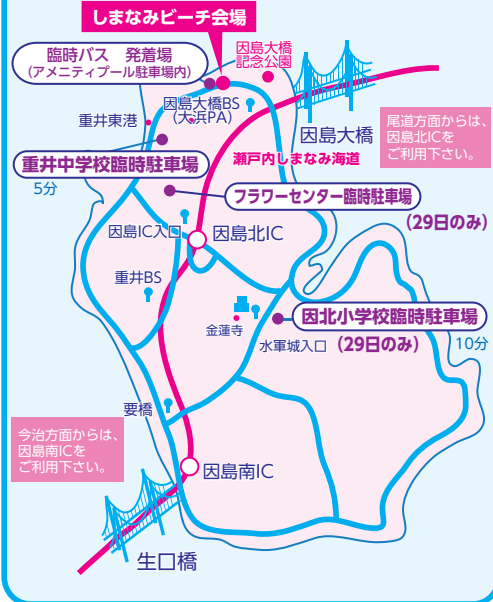 しまなみビーチ会場
臨時バス　発着場
（アメニティプール駐車場内）
因島大橋
記念公園
因島大橋BS
（大浜PA）
重井東港
因島大橋
尾道方面からは、
因島北ICを
ご利用下さい。
瀬戸内しまなみ海道
重井中学校臨時駐車場
5分
フラワーセンター臨時駐車場
（29日のみ）
因島IC入口
因島北IC
重井BS
因北小学校臨時駐車場
金蓮寺
水軍城入口
（29日のみ）
10分
要橋
今治方面からは、
因島南ICを
ご利用下さい。
因島南IC
生口橋